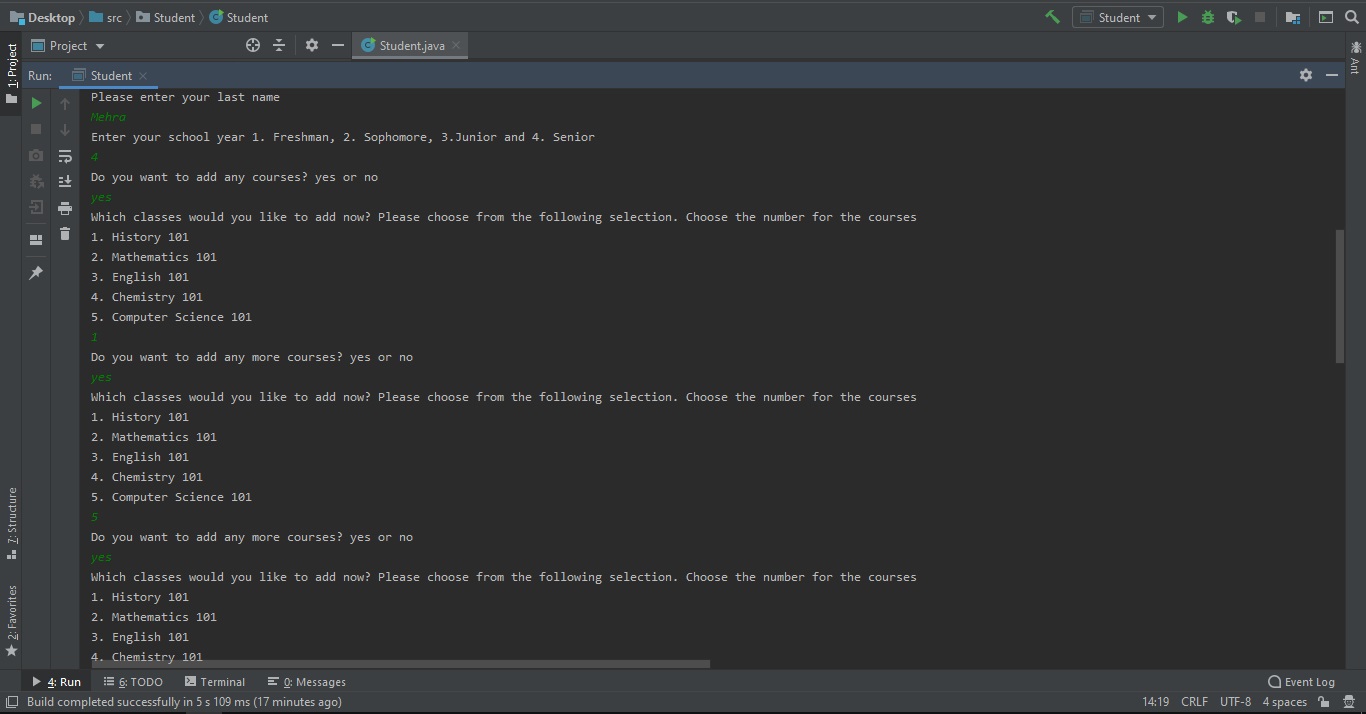 Desktop src Student Student
Student
Project Student.java
1: Project
Ant
Run: Student
Please enter your last name
Mehra
Enter your school year 1. Freshman, 2. Sophomore, 3.Junior and 4. Senior
4
Do you want to add any courses? yes or no
yes
Which classes would you like to add now? Please choose from the following selection. Choose the number for the courses
1. History 101
2. Mathematics 101
3. English 101
4. Chemistry 101
5. Computer Science 101
1
Do you want to add any more courses? yes or no
yes
Which classes would you like to add now? Please choose from the following selection. Choose the number for the courses
1. History 101
2. Mathematics 101
3. English 101
4. Chemistry 101
5. Computer Science 101
5
Do you want to add any more courses? yes or no
yes
Which classes would you like to add now? Please choose from the following selection. Choose the number for the courses
1. History 101
2. Mathematics 101
3. English 101
4. Chemistry 101
7: Structure
2: Favorites
4: Run 6: TODO Terminal 0: Messages Event Log
Build completed successfully in 5 s 109 ms (17 minutes ago) 14:19 CRLF UTF-8 4 spaces